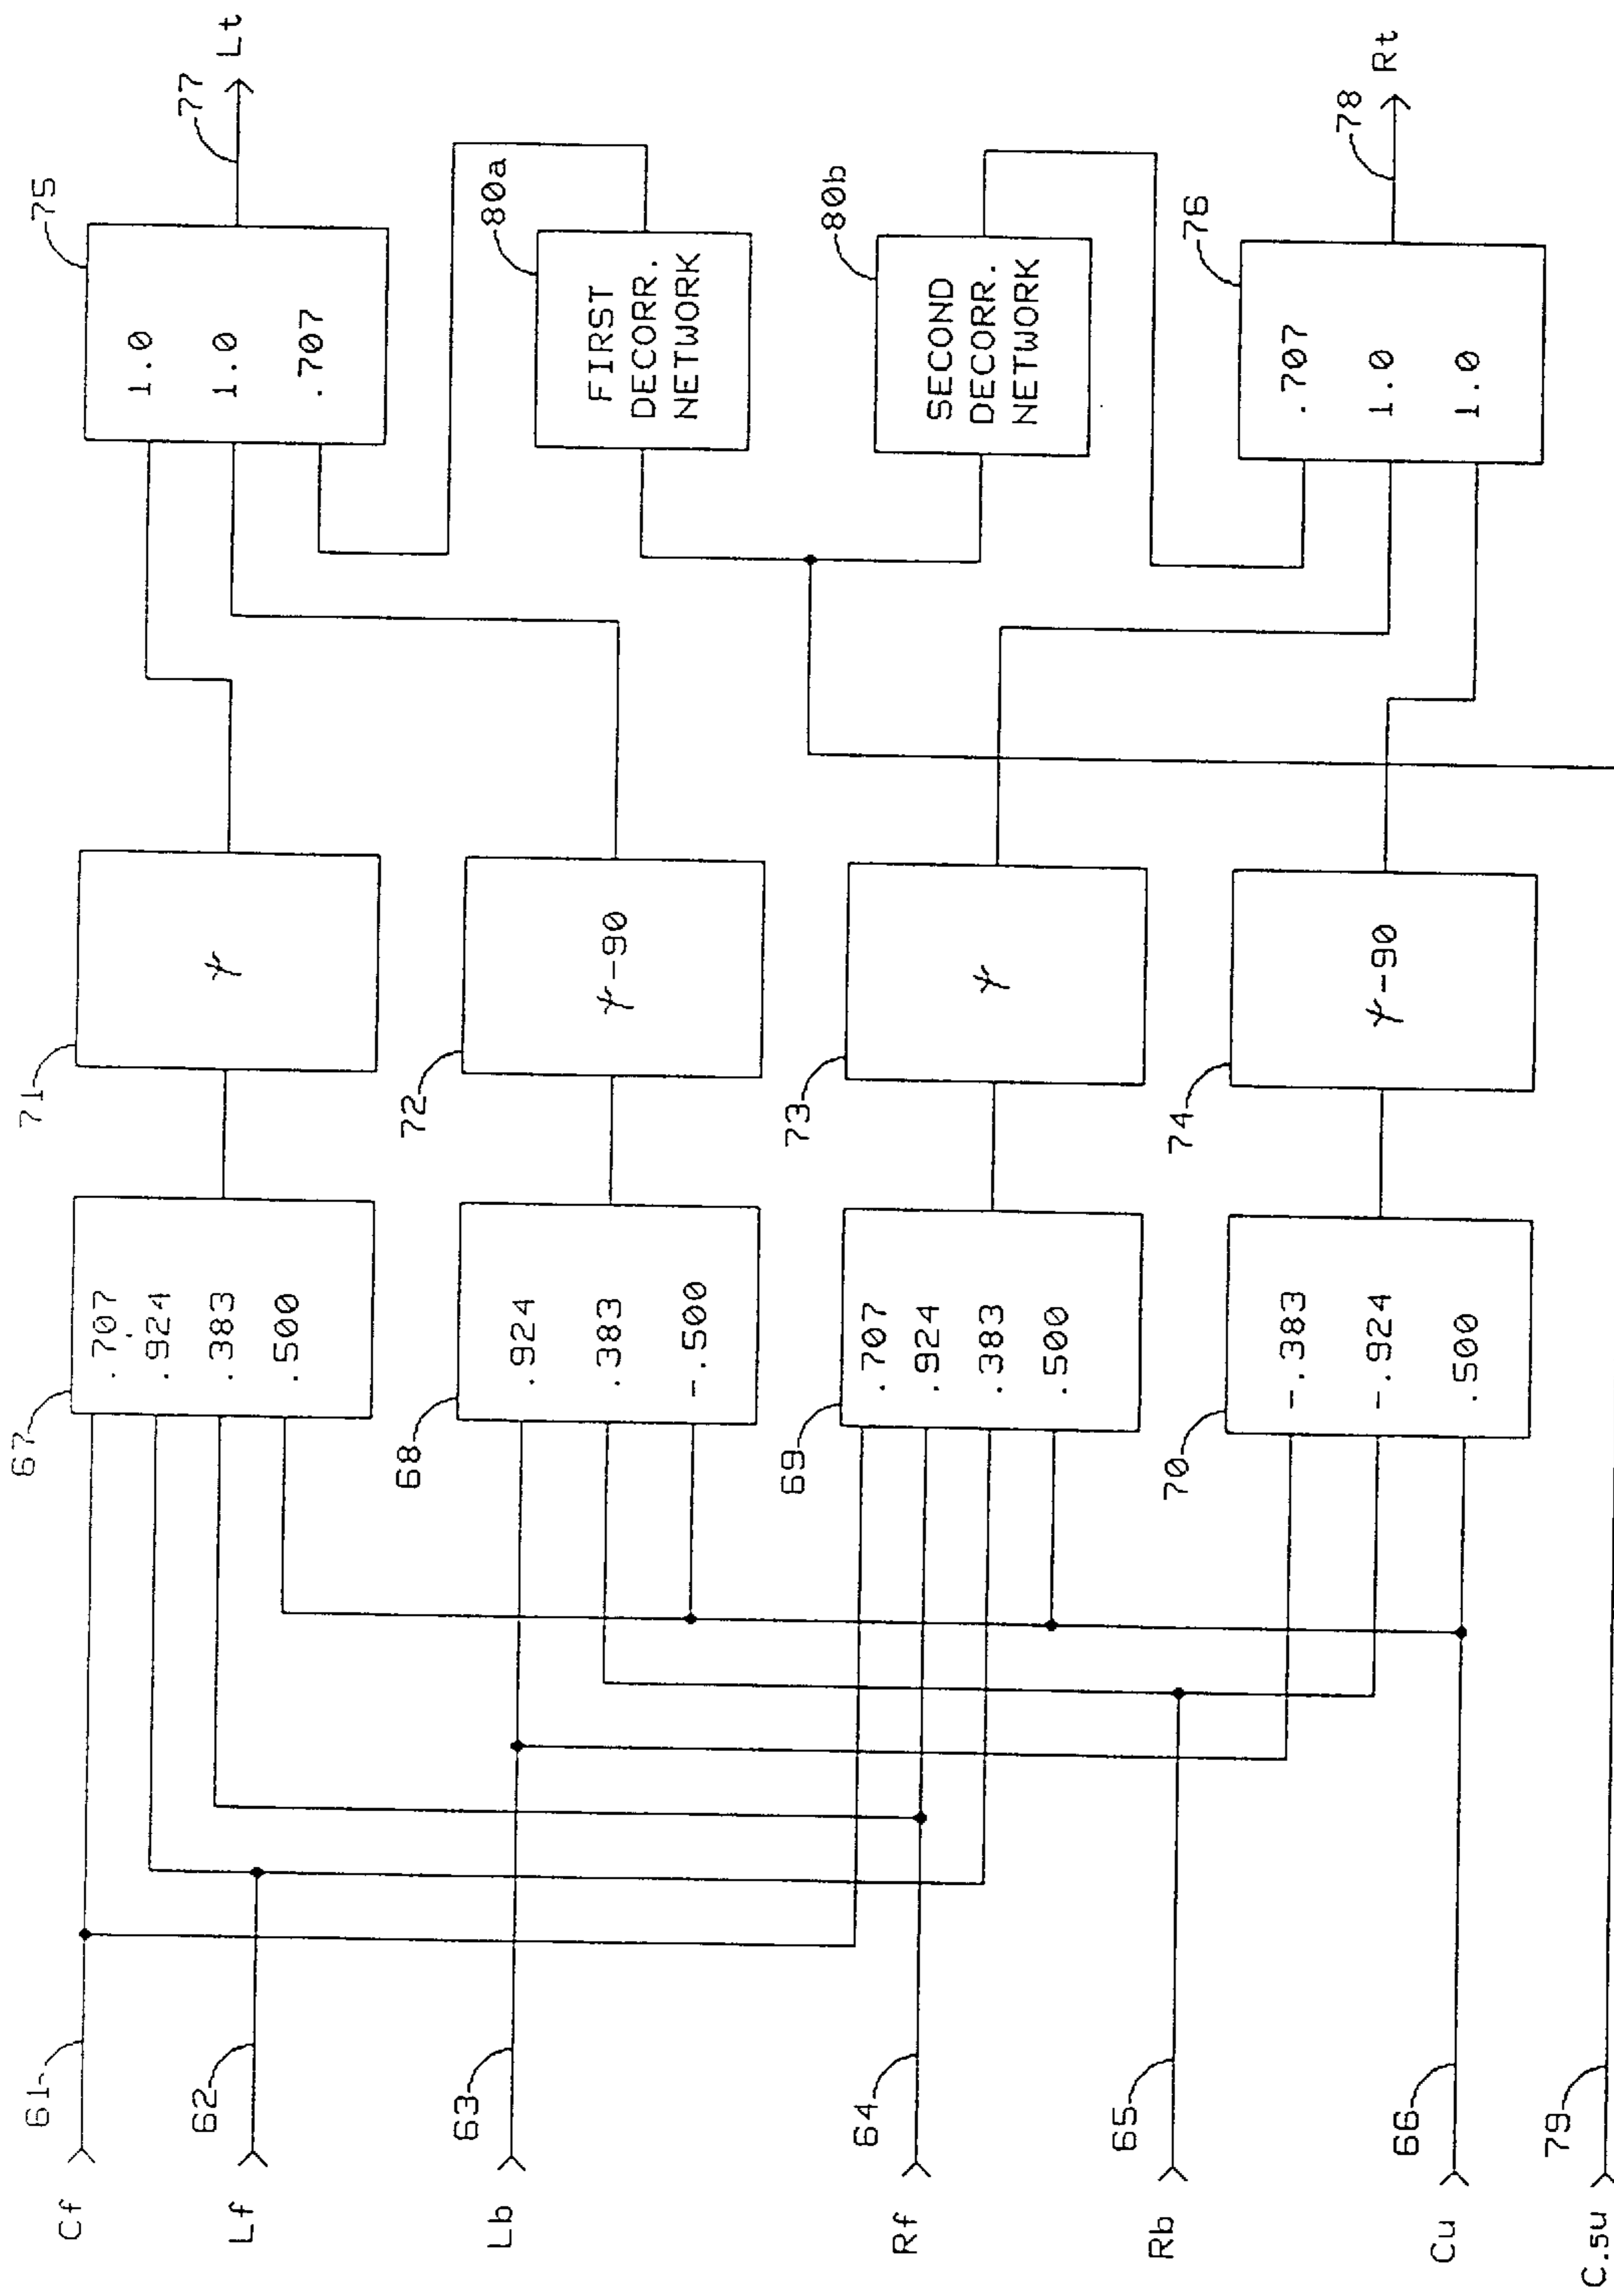 Cf
61
Lf
62
Lb
63
Rf
64
Rb
65
Cu
66
C.su
79
67
.707
.924
.383
.500
68
.924
.383
-.500
69
.707
.924
.383
.500
70
-.383
-.924
.500
71
ψ
72
ψ-90
73
ψ
74
ψ-90
75
1.0
1.0
.707
77
Lt
80a
FIRST
DECORR.
NETWORK
80b
SECOND
DECORR.
NETWORK
76
.707
1.0
1.0
78
Rt